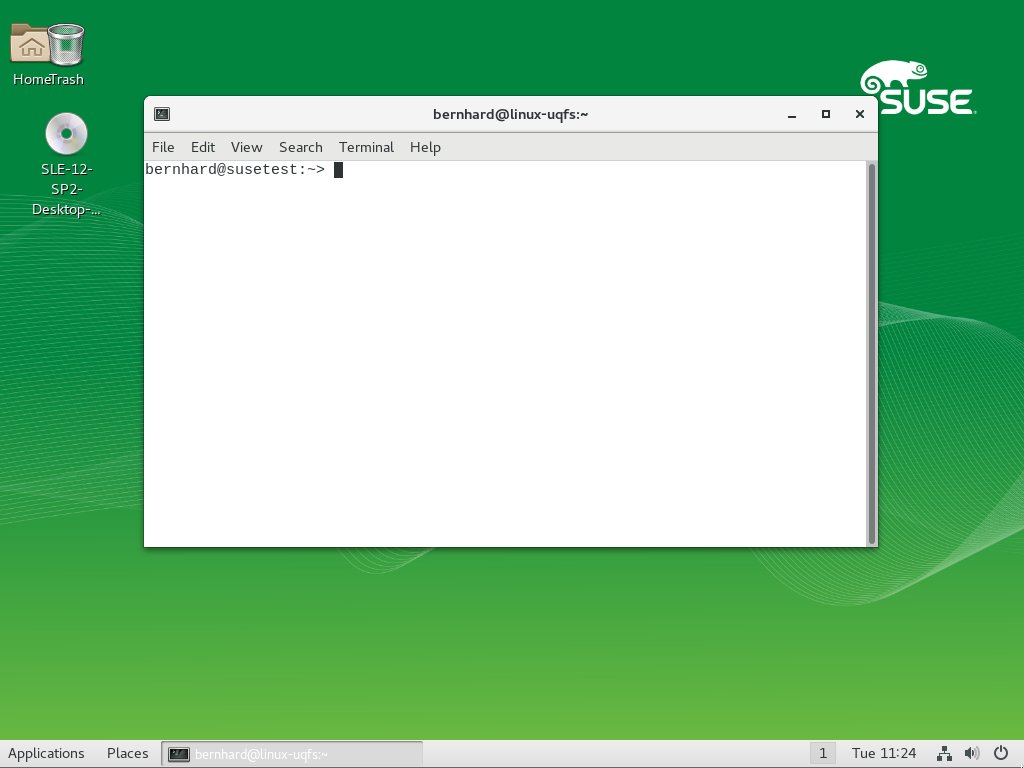 Home
Trash
SLE-12-
SP2-
Desktop-...
SUSE
bernhard@linux-uqfs:~
File Edit View Search Terminal Help
bernhard@susetest:~>
Applications Places bernhard@linux-uqfs:~ 1 Tue 11:24